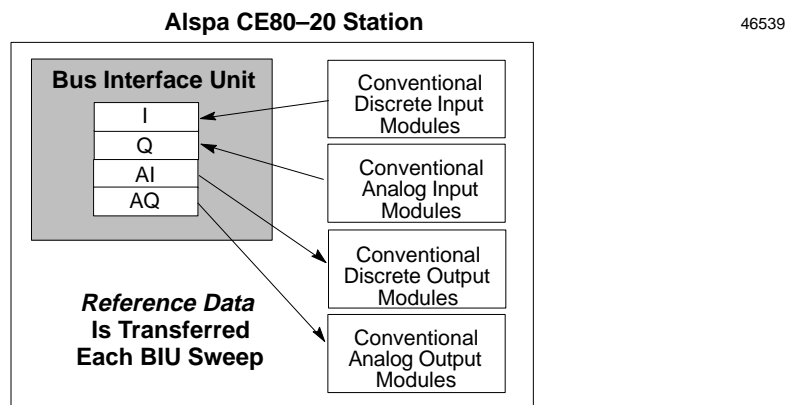 Alspa CE80–20 Station
46539
Bus Interface Unit
I
Q
AI
AQ
Conventional
Discrete Input
Modules
Conventional
Analog Input
Modules
Conventional
Discrete Output
Modules
Conventional
Analog Output
Modules
Reference Data
Is Transferred
Each BIU Sweep